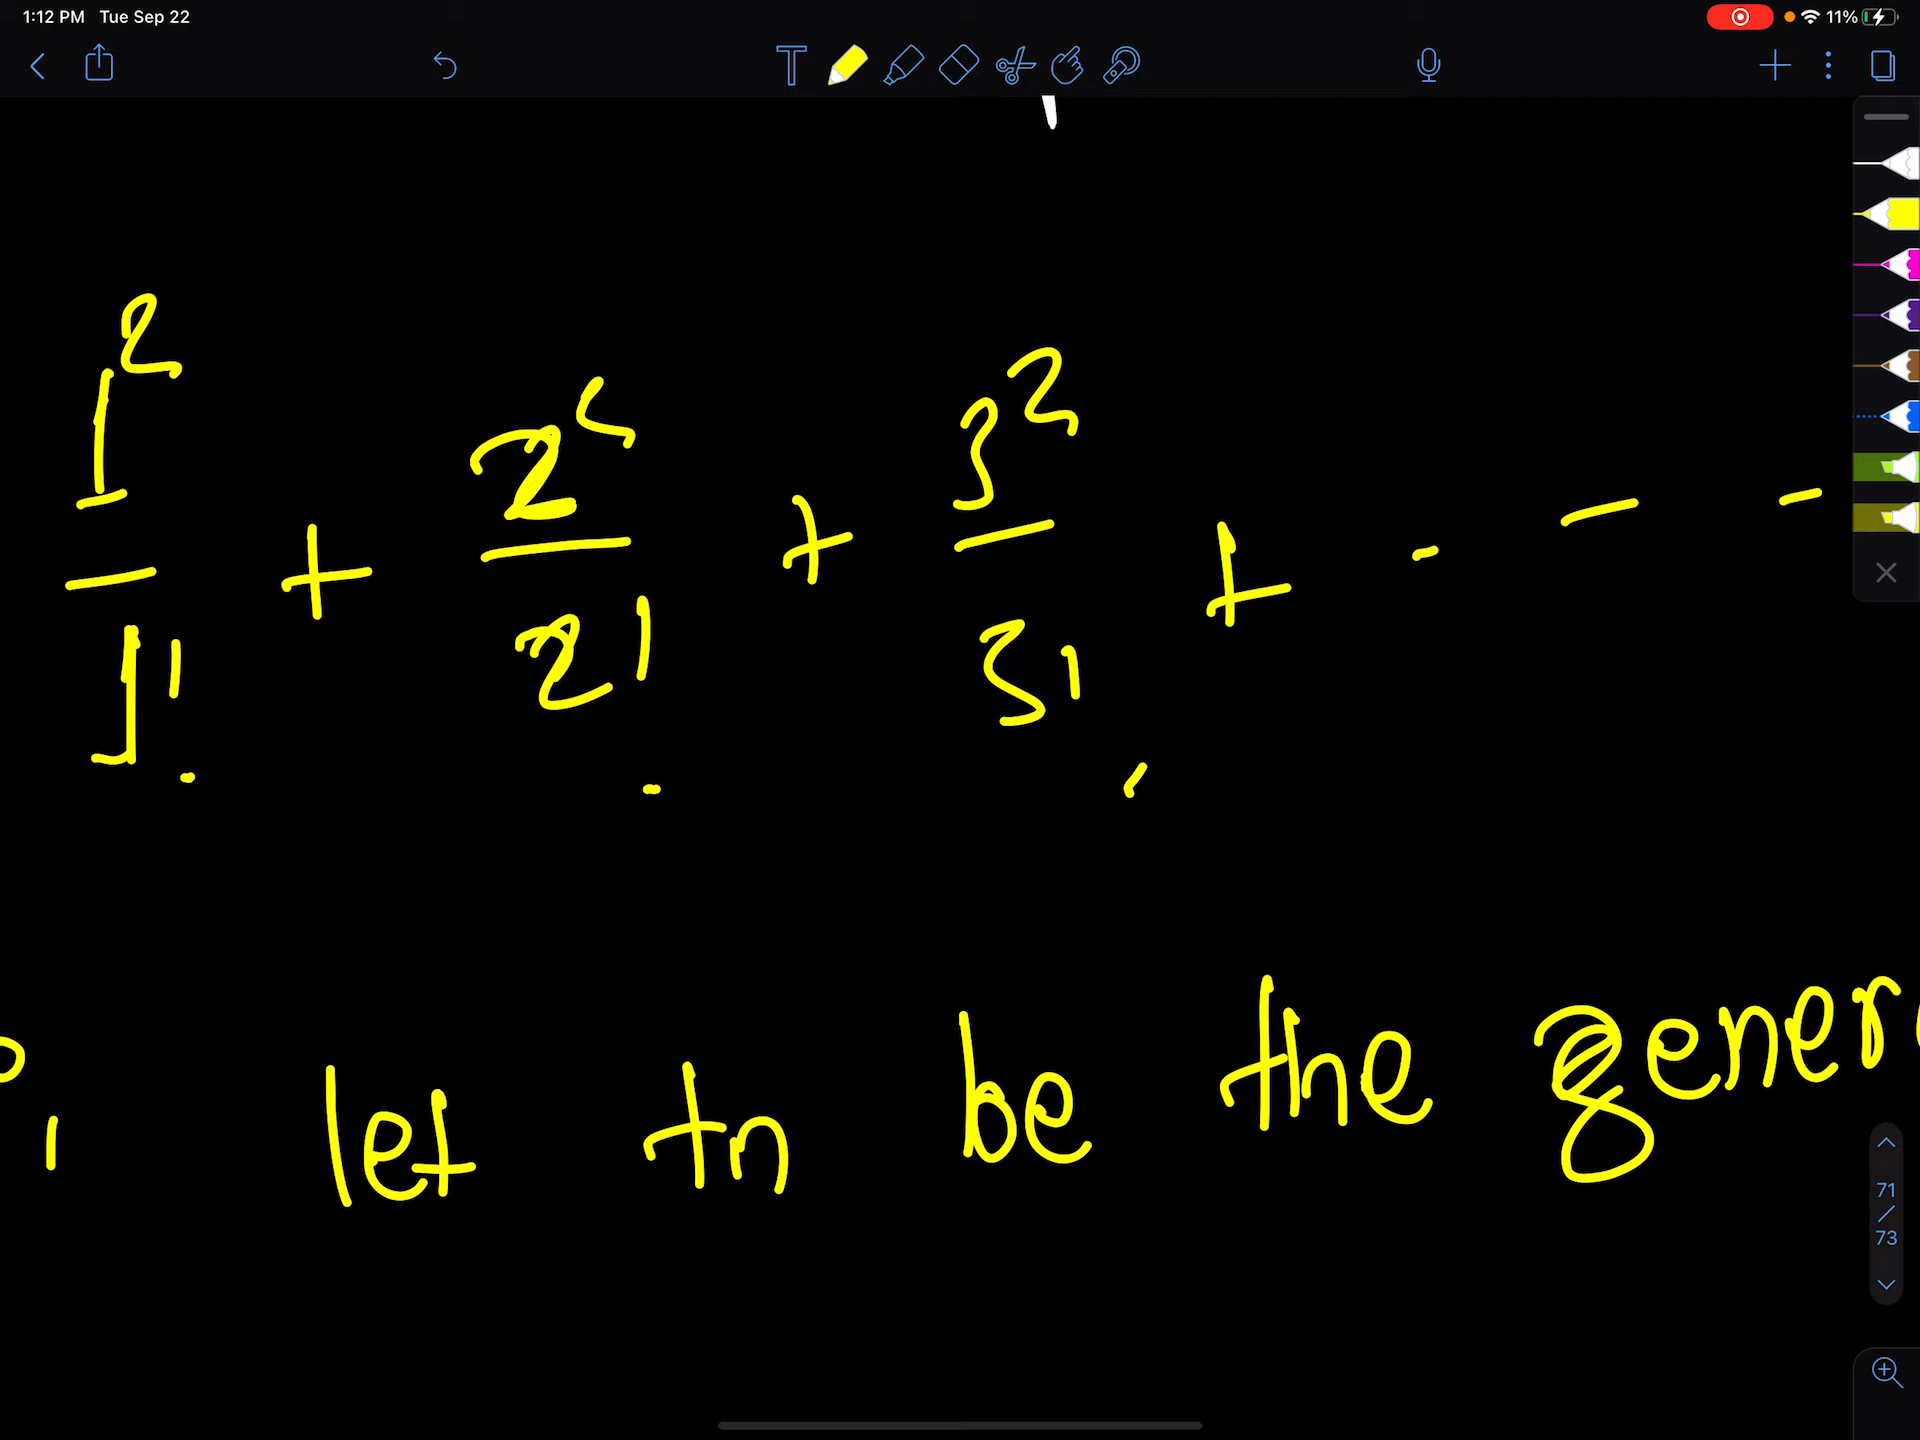 1:12 PM Tue Sep 22
11%
1²/1! + 2²/2! + 3²/3! + - - -
let tn be the gener
71
/
73